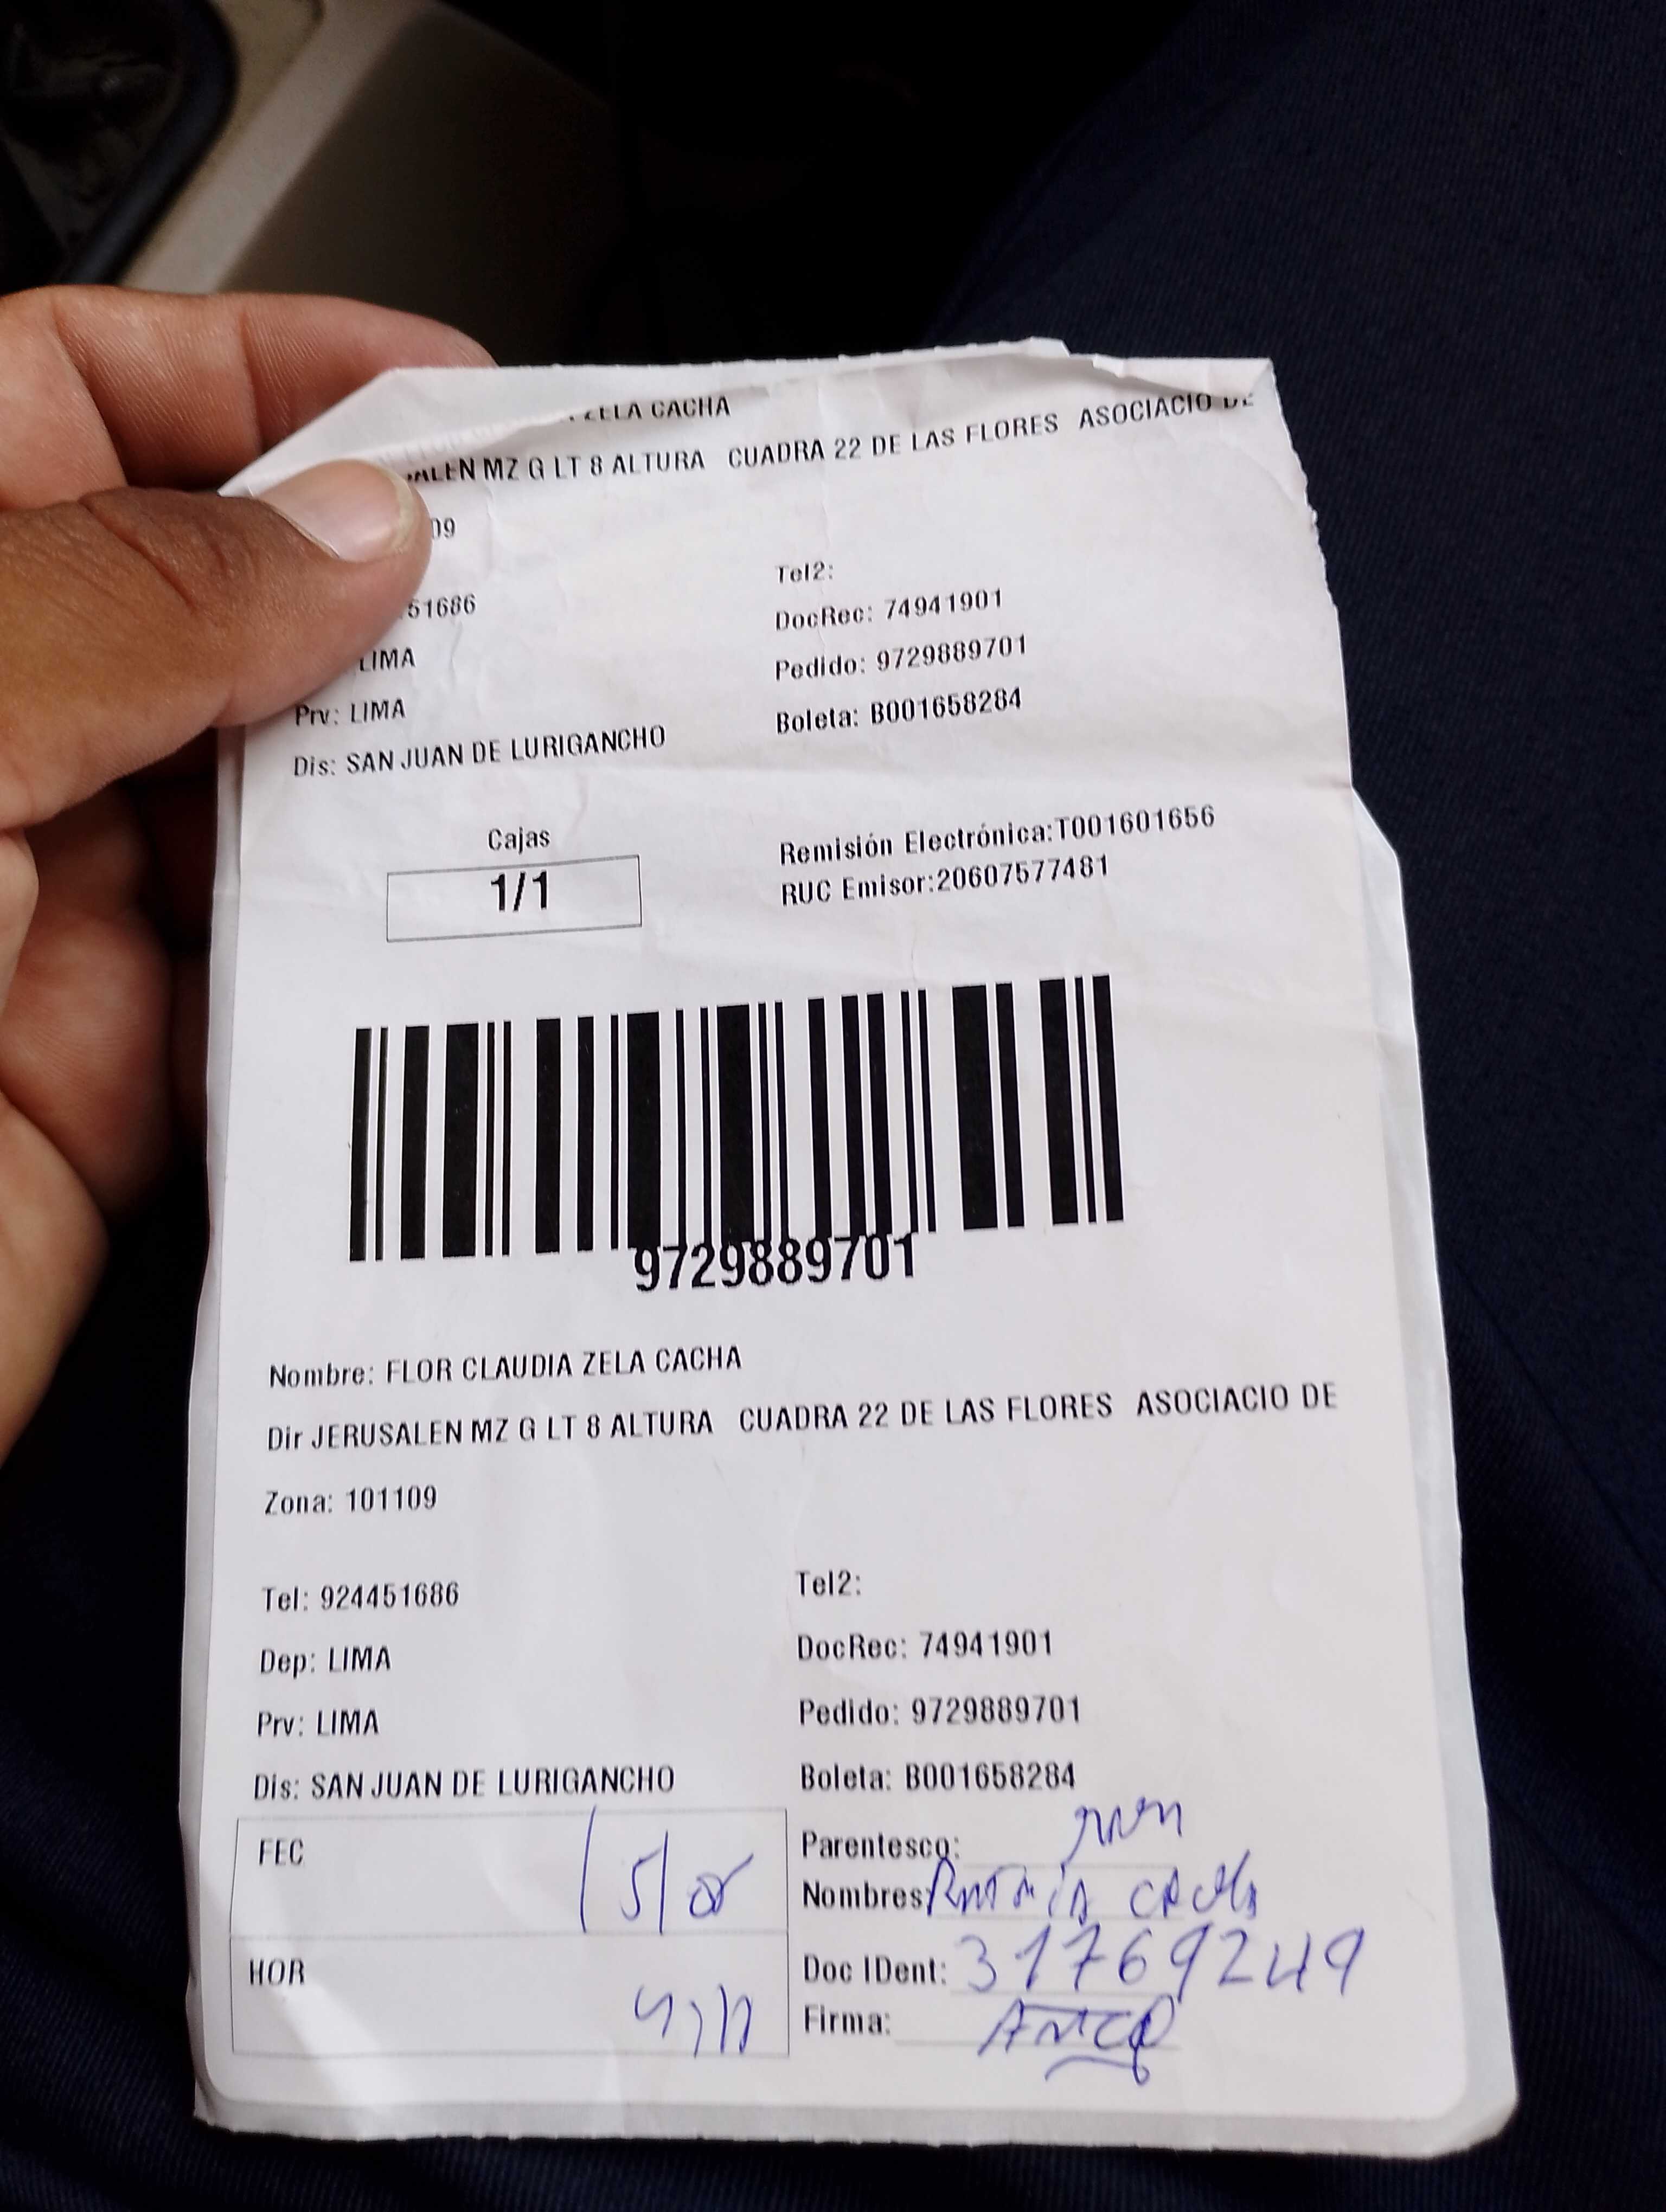 ZELA CACHA
MZ G LT 8 ALTURA CUADRA 22 DE LAS FLORES ASOCIACIO DE
09
Tel2:
51686
DocRec: 74941901
LIMA
Pedido: 9729889701
Prv: LIMA
Boleta: B001658284
Dis: SAN JUAN DE LURIGANCHO
Cajas
1/1
Remisión Electrónica:T001601656
RUC Emisor:20607577481
9729889701
Nombre: FLOR CLAUDIA ZELA CACHA
Dir JERUSALEN MZ G LT 8 ALTURA CUADRA 22 DE LAS FLORES ASOCIACIO DE
Zona: 101109
Tel: 924451686
Tel2:
Dep: LIMA
DocRec: 74941901
Prv: LIMA
Pedido: 9729889701
Dis: SAN JUAN DE LURIGANCHO
Boleta: B001658284
FEC
Parentesco:
Nombres:
HOR
Doc IDent: 31769249
Firma: